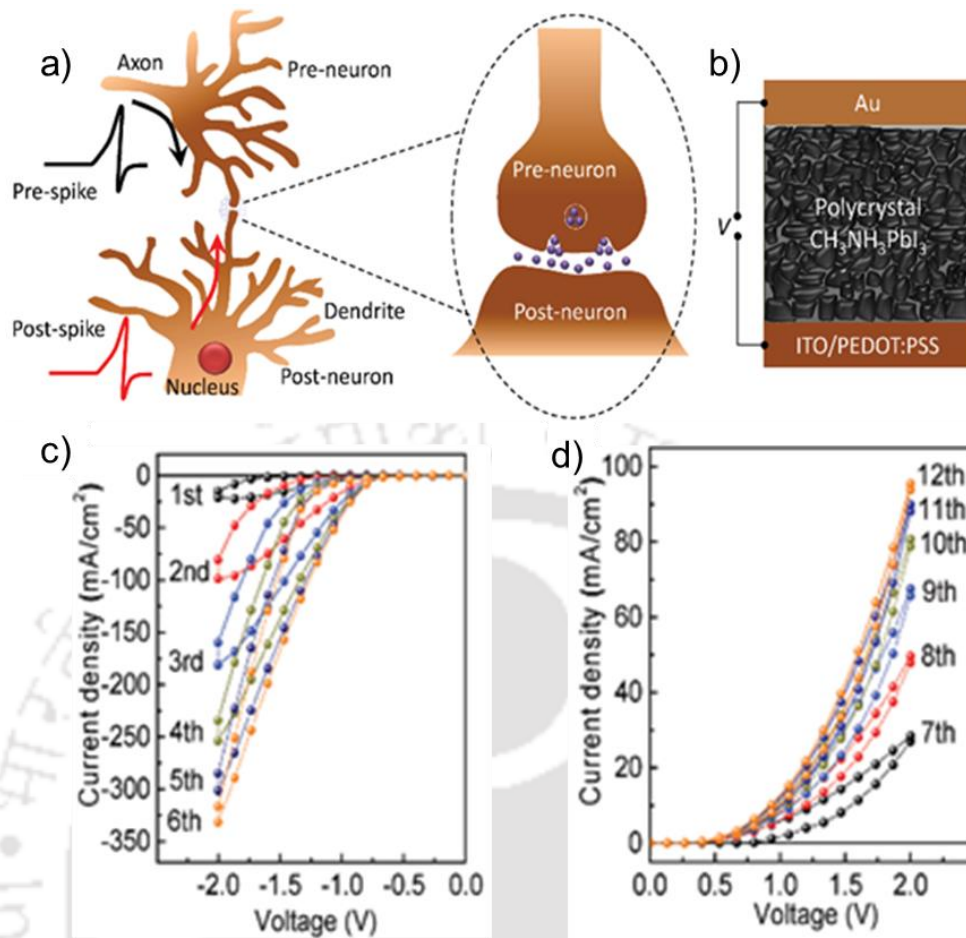 a)
Axon
Pre-neuron
Pre-spike
Post-spike
Nucleus
Dendrite
Post-neuron
Pre-neuron
Post-neuron
b)
Au
V
Polycrystal
CH₃NH₃PbI₃
ITO/PEDOT:PSS
c)
Current density (mA/cm²)
0
-50
-100
-150
-200
-250
-300
-350
1st
2nd
3rd
4th
5th
6th
-2.0 -1.5 -1.0 -0.5 0.0
Voltage (V)
d)
Current density (mA/cm²)
100
80
60
40
20
0
12th
11th
10th
9th
8th
7th
0.0 0.5 1.0 1.5 2.0
Voltage (V)